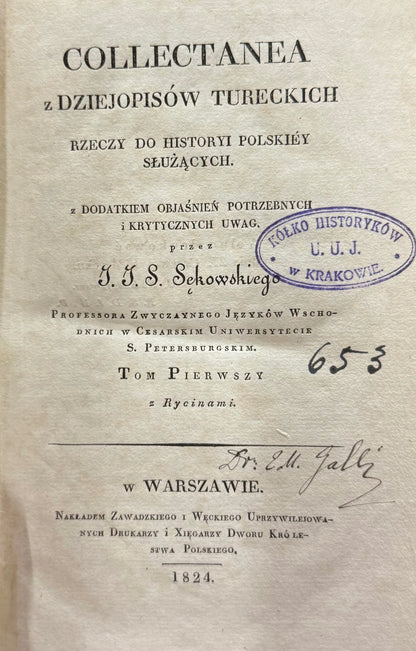 COLLECTANEA
z DZIEJOPISÓW TURECKICH
RZECZY DO HISTORYI POLSKIÉY
SŁUŻĄCYCH.
z DODATKIEM OBJAŚNIEŃ POTRZEBNYCH
i KRYTYCZNYCH UWAG,
przez
J. J. S. Sękowskiego
PROFESSORA ZWYCZAYNEGO JĘZYKÓW WSCHO-
DNICH W CESARSKIM UNIWERSYTECIE
S. PETERSBURGSKIM.
KÓŁKO HISTORYKÓW
U. U. J.
w KRAKOWIE.
TOM PIERWSZY
z Rycinami.
653
Dr.
w WARSZAWIE.
NAKŁADEM ZAWADZKIEGO I WĘCKIEGO UPRZYWILEJOWA-
NYCH DRUKARZY I XIĘGARZY DWORU KRÓLE-
STWA POLSKIEGO,
1824.